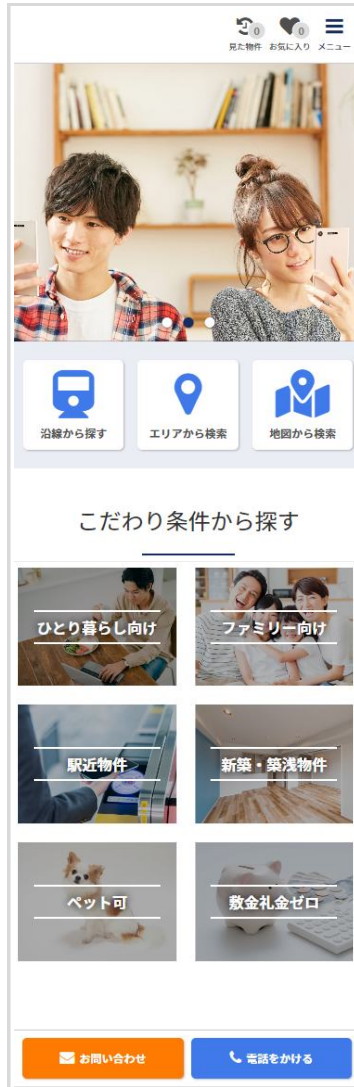 0
0
見た物件 お気に入り メニュー
沿線から探す
エリアから検索
地図から検索
こだわり条件から探す
ひとり暮らし向け
ファミリー向け
駅近物件
新築・築浅物件
ペット可
敷金礼金ゼロ
お問い合わせ
電話をかける